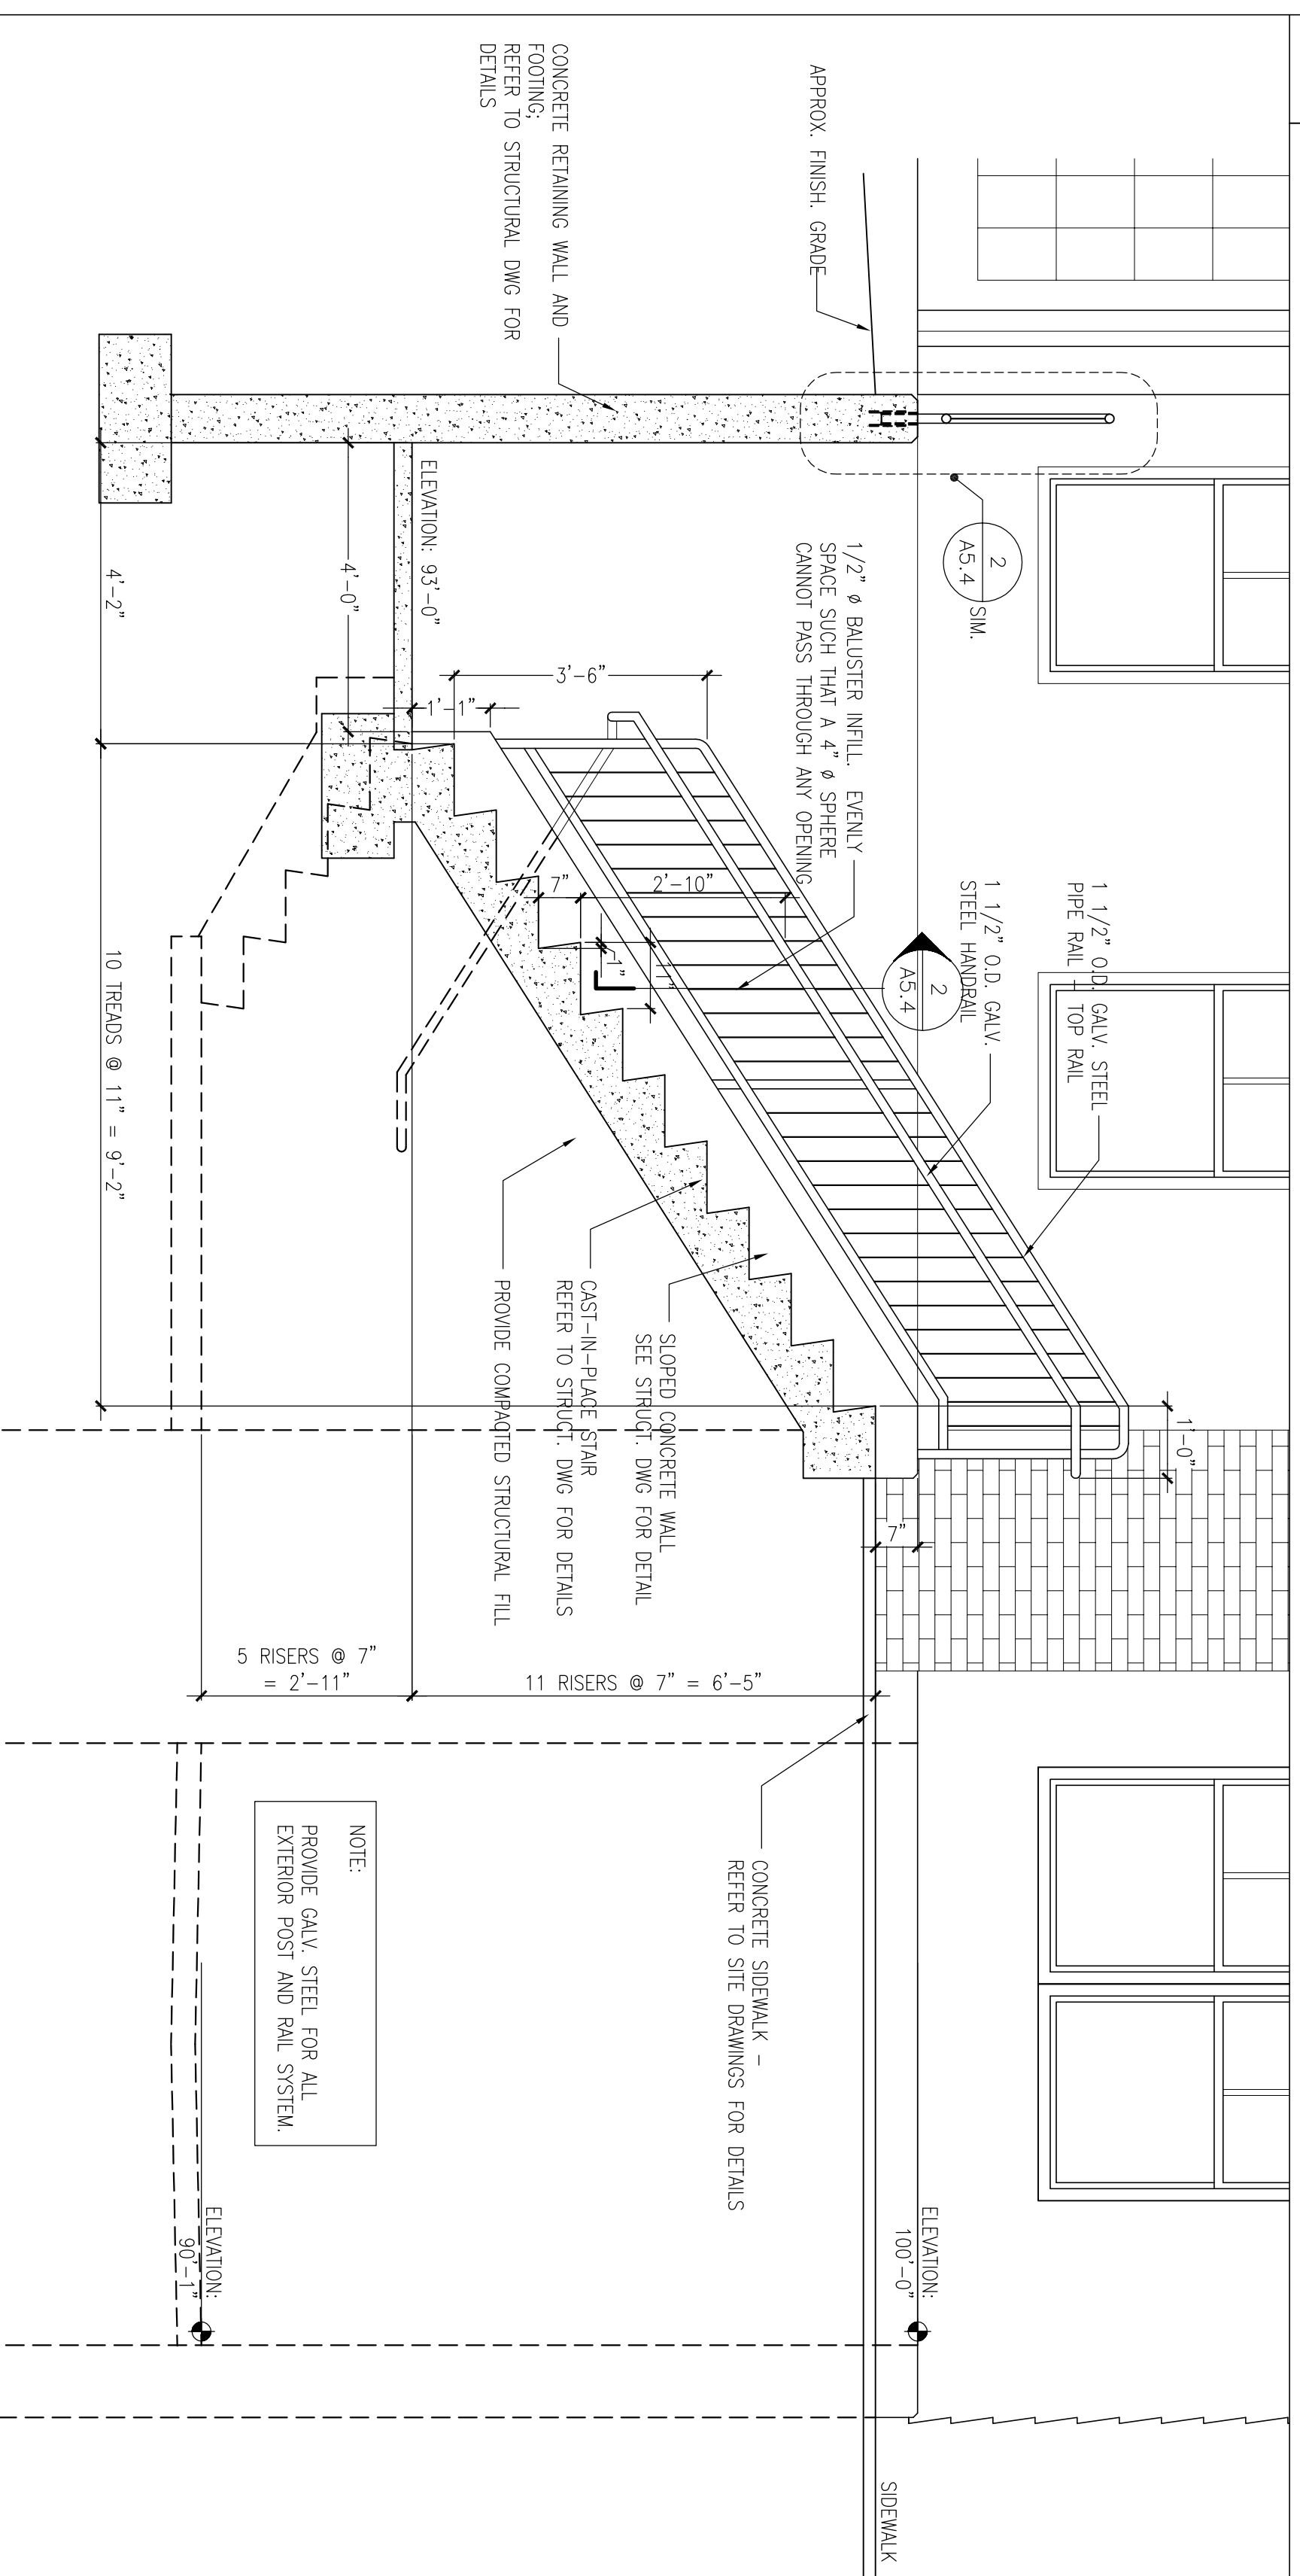 1 1/2" O.D. GALV. STEEL
PIPE RAIL - TOP RAIL
1 1/2" O.D. GALV.
STEEL HANDRAIL
2
A5.4
SIM.
2
A5.4
1'-0"
APPROX. FINISH. GRADE
1/2" Ø BALUSTER INFILL. EVENLY
SPACE SUCH THAT A 4" Ø SPHERE
CANNOT PASS THROUGH ANY OPENING
ELEVATION:
100'-0"
SIDEWALK
7"
CONCRETE SIDEWALK -
REFER TO SITE DRAWINGS FOR DETAILS
CONCRETE RETAINING WALL AND
FOOTING;
REFER TO STRUCTURAL DWG FOR
DETAILS
3'-6"
2'-10"
7"
1"
11"
1'-1"
SLOPED CONCRETE WALL
SEE STRUCT. DWG FOR DETAIL
CAST-IN-PLACE STAIR
REFER TO STRUCT. DWG FOR DETAILS
PROVIDE COMPACTED STRUCTURAL FILL
11 RISERS @ 7" = 6'-5"
ELEVATION: 93'-0"
4'-0"
5 RISERS @ 7"
= 2'-11"
NOTE:
PROVIDE GALV. STEEL FOR ALL
EXTERIOR POST AND RAIL SYSTEM.
ELEVATION:
90'-1"
4'-2"
10 TREADS @ 11" = 9'-2"